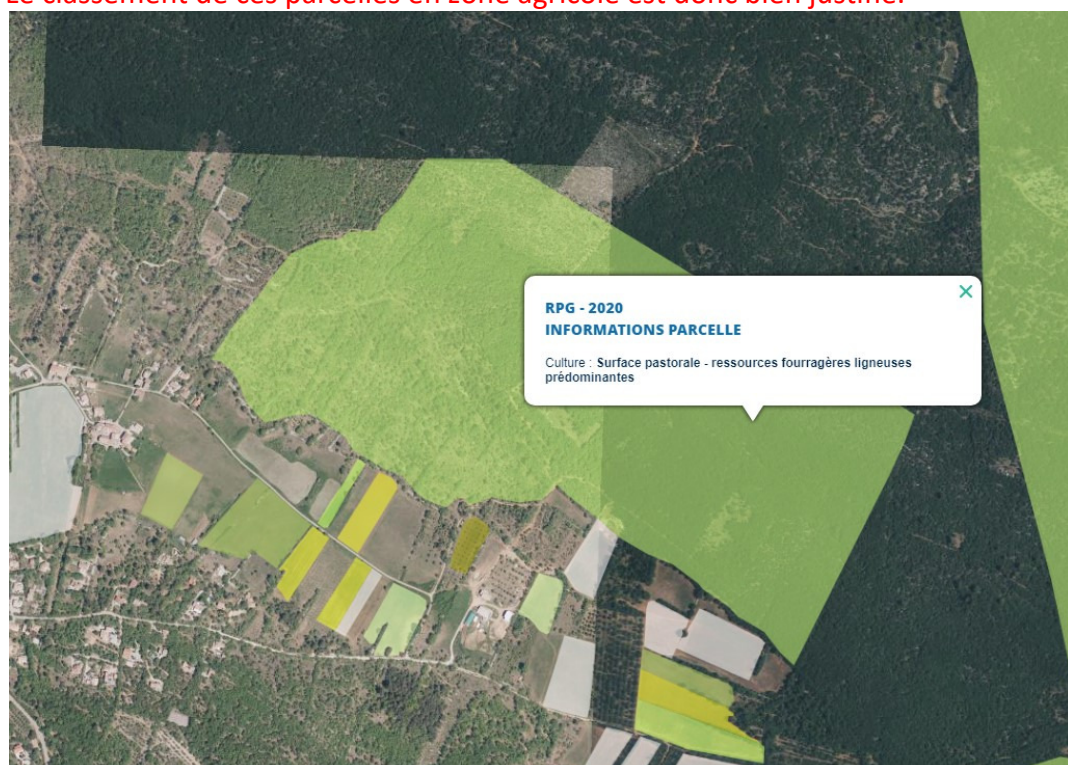 Le classement de ces parcelles en zone agricole est donc bien justifié.
RPG - 2020
INFORMATIONS PARCELLE
Culture : Surface pastorale - ressources fourragères ligneuses
prédominantes